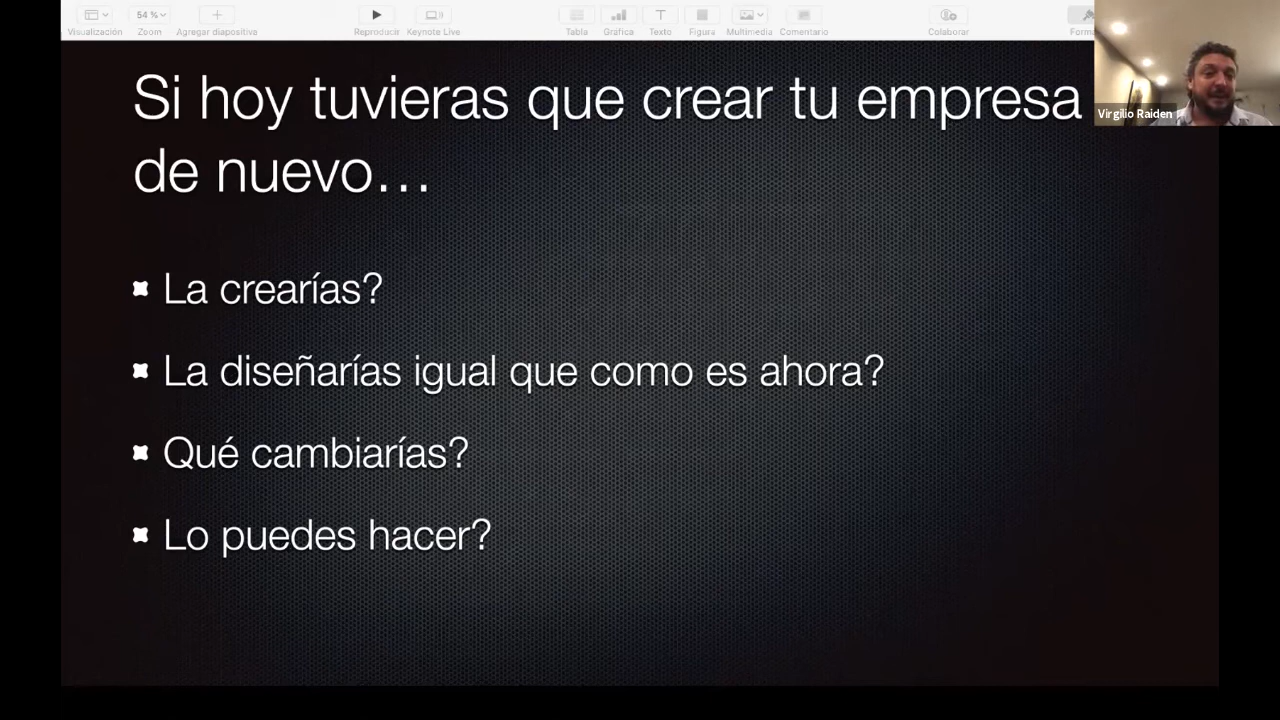 54 %
Visualización Zoom Agregar diapositiva Reproducir Keynote Live Tabla Gráfica Texto Figura Multimedia Comentario Colaborar
Virgilio Raiden
Si hoy tuvieras que crear tu empresa
de nuevo…
La crearías?
La diseñarías igual que como es ahora?
Qué cambiarías?
Lo puedes hacer?